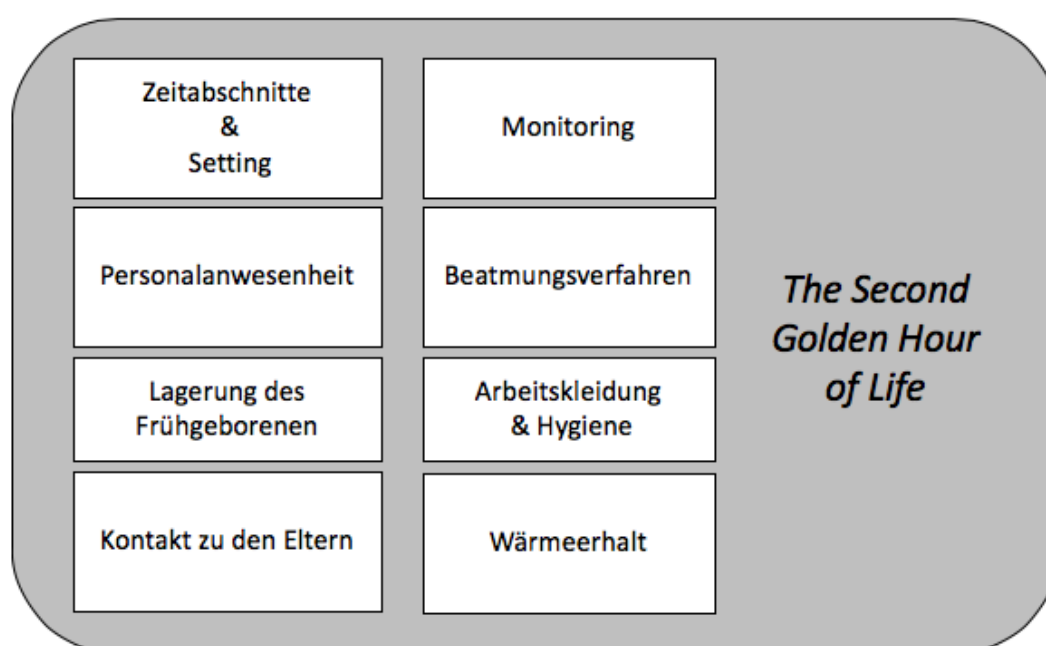 Zeitabschnitte
&
Setting
Monitoring
Personalanwesenheit
Beatmungsverfahren
Lagerung des
Frühgeborenen
Arbeitskleidung
& Hygiene
Kontakt zu den Eltern
Wärmeerhalt
The Second
Golden Hour
of Life